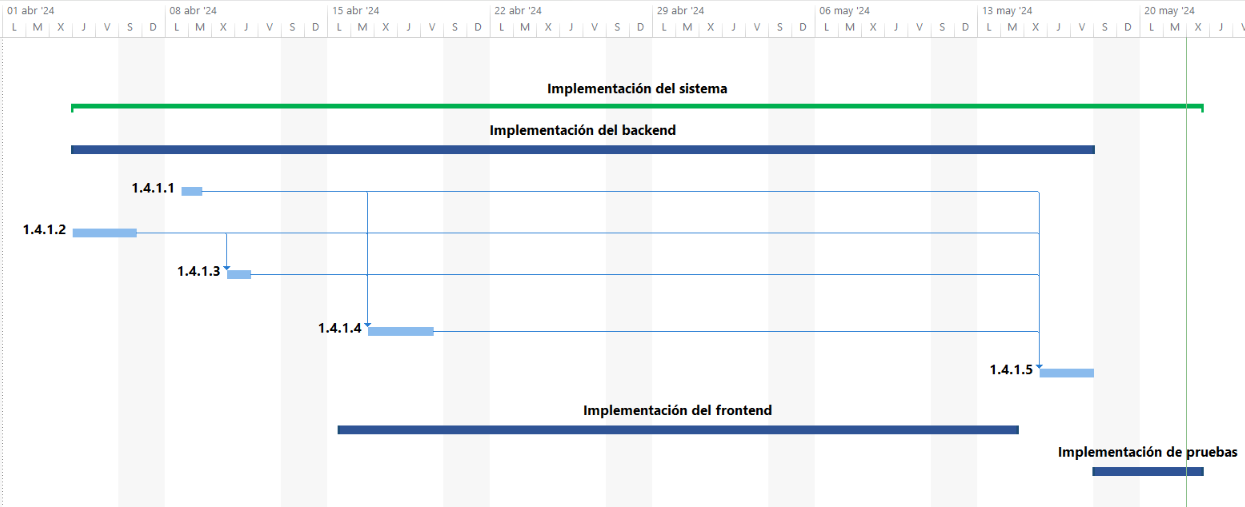 01 abr '24 08 abr '24 15 abr '24 22 abr '24 29 abr '24 06 may '24 13 may '24 20 may '24
L M X J V S D L M X J V S D L M X J V S D L M X J V S D L M X J V S D L M X J V S D L M X J V S D L M X J V
Implementación del sistema
Implementación del backend
1.4.1.1
1.4.1.2
1.4.1.3
1.4.1.4
1.4.1.5
Implementación del frontend
Implementación de pruebas